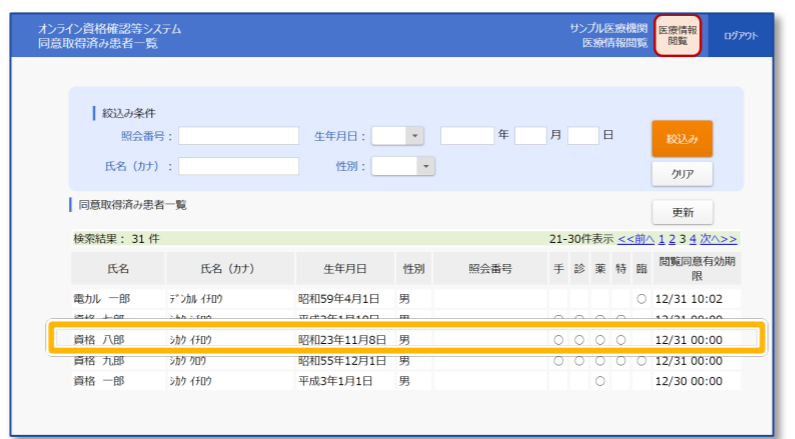 オンライン資格確認等システム
同意取得済み患者一覧
サンプル医療機関
医療情報閲覧
医療情報
閲覧
ログアウト
絞込み条件
照会番号： 生年月日： 年 月 日 絞込み
氏名（カナ）： 性別： クリア
同意取得済み患者一覧 更新
検索結果： 31 件 21-30件表示 <<前へ 1 2 3 4 次へ>>
氏名 氏名（カナ） 生年月日 性別 照会番号 手 診 薬 特 臨 閲覧同意有効期限
電カル 一郎 ﾃﾞﾝｶﾙ ｲﾁﾛｳ 昭和59年4月1日 男 ○ 12/31 10:02
資格 八郎 ｼｶｸ ｲﾁﾛｳ 昭和23年11月8日 男 ○ ○ ○ ○ 12/31 00:00
資格 九郎 ｼｶｸ ｸﾛｳ 昭和55年12月1日 男 ○ ○ ○ ○ ○ 12/31 00:00
資格 一郎 ｼｶｸ ｲﾁﾛｳ 平成3年1月1日 男 ○ 12/30 00:00